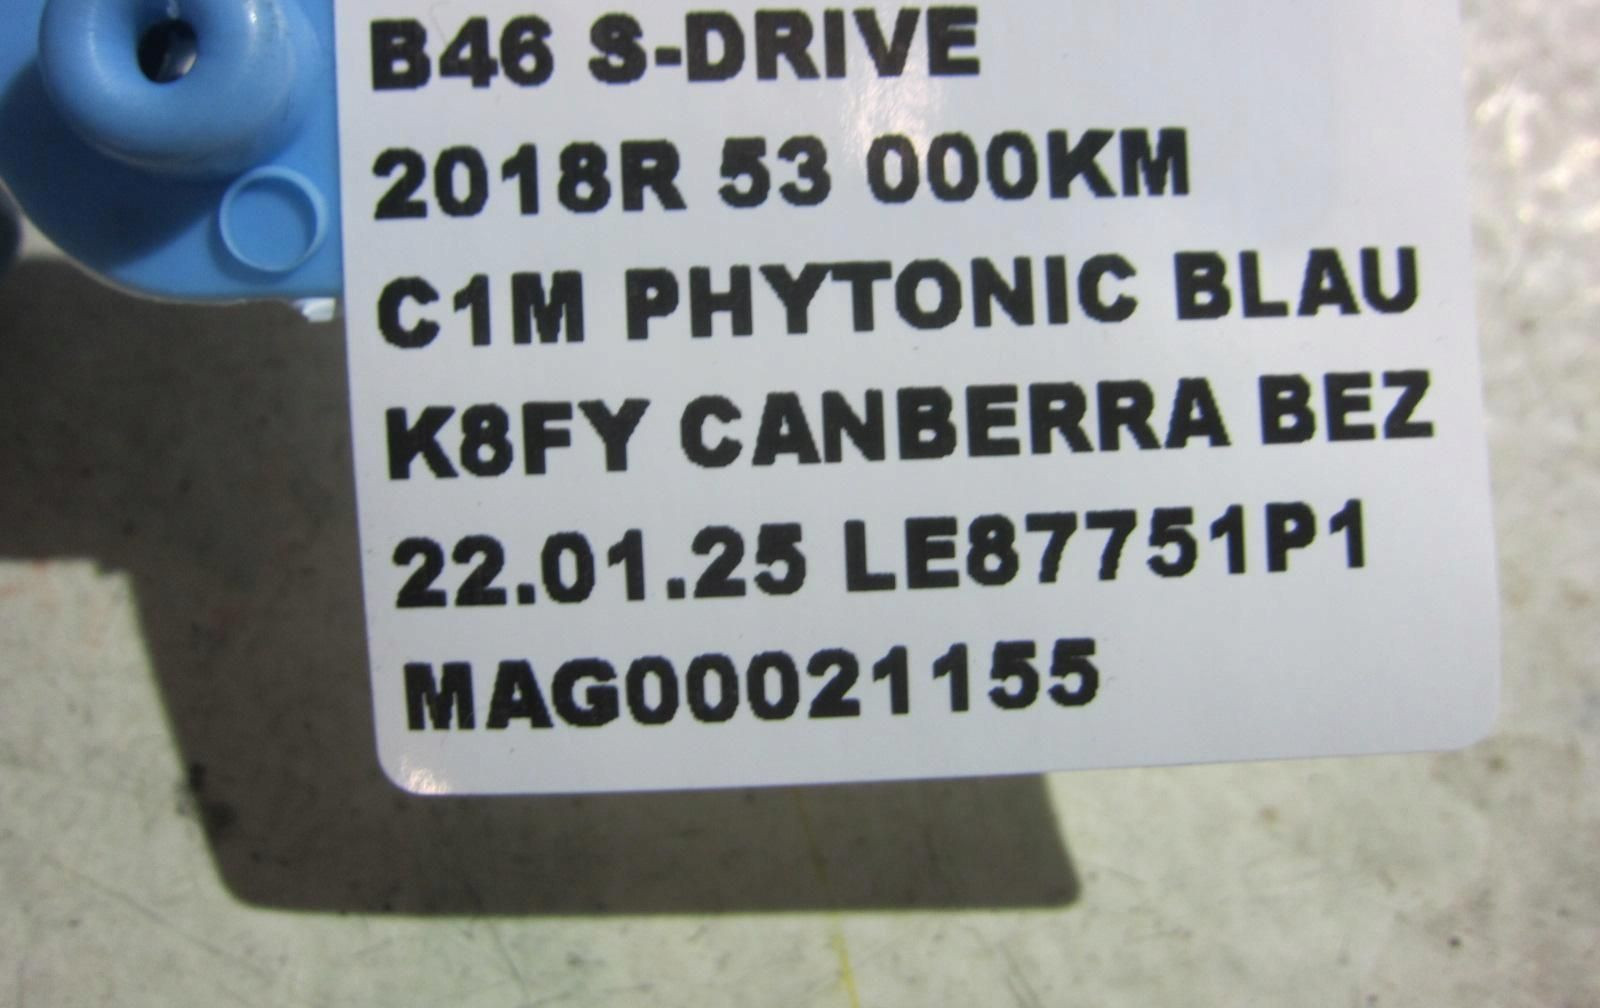 B46 S-DRIVE
2018R 53 000KM
C1M PHYTONIC BLAU
K8FY CANBERRA BEZ
22.01.25 LE87751P1
MAG00021155